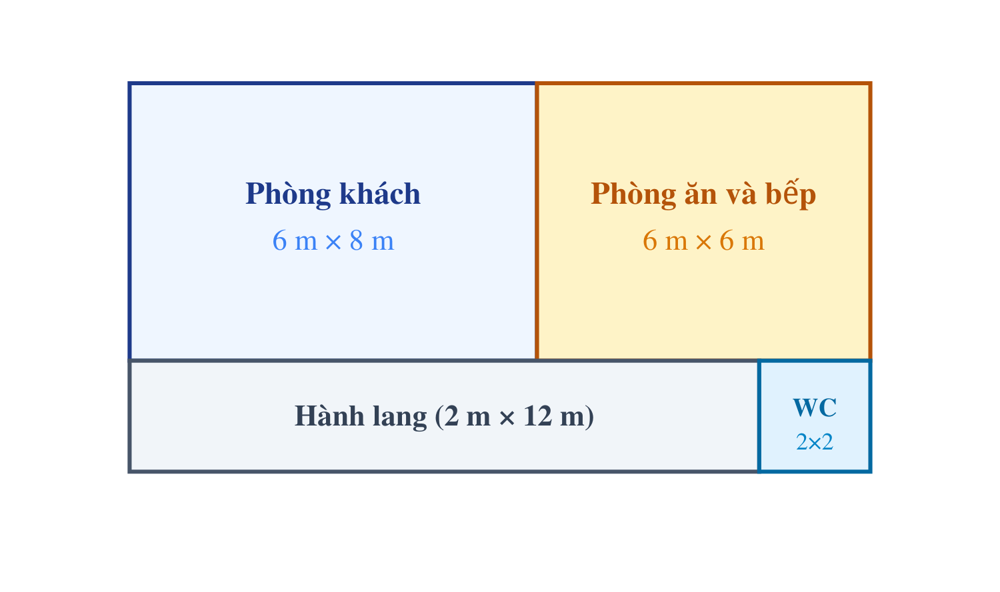 Phòng khách
6 m × 8 m
Phòng ăn và bếp
6 m × 6 m
Hành lang (2 m × 12 m)
WC
2×2